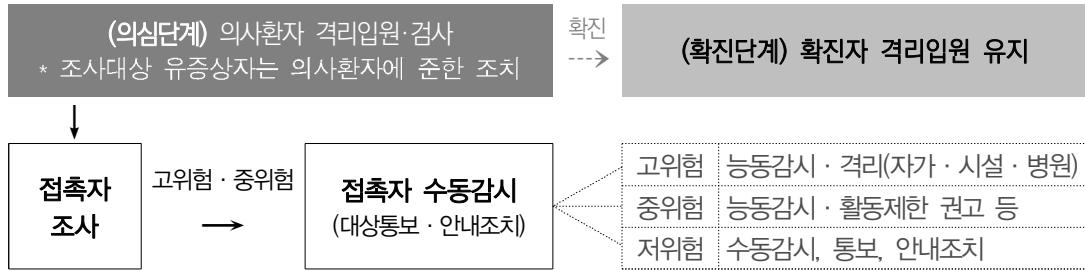 (의심단계) 의사환자 격리입원·검사
* 조사대상 유증상자는 의사환자에 준한 조치
확진
(확진단계) 확진자 격리입원 유지
접촉자
조사
고위험 · 중위험
접촉자 수동감시
(대상통보 · 안내조치)
고위험 능동감시 · 격리(자가 · 시설 · 병원)
중위험 능동감시 · 활동제한 권고 등
저위험 수동감시, 통보, 안내조치